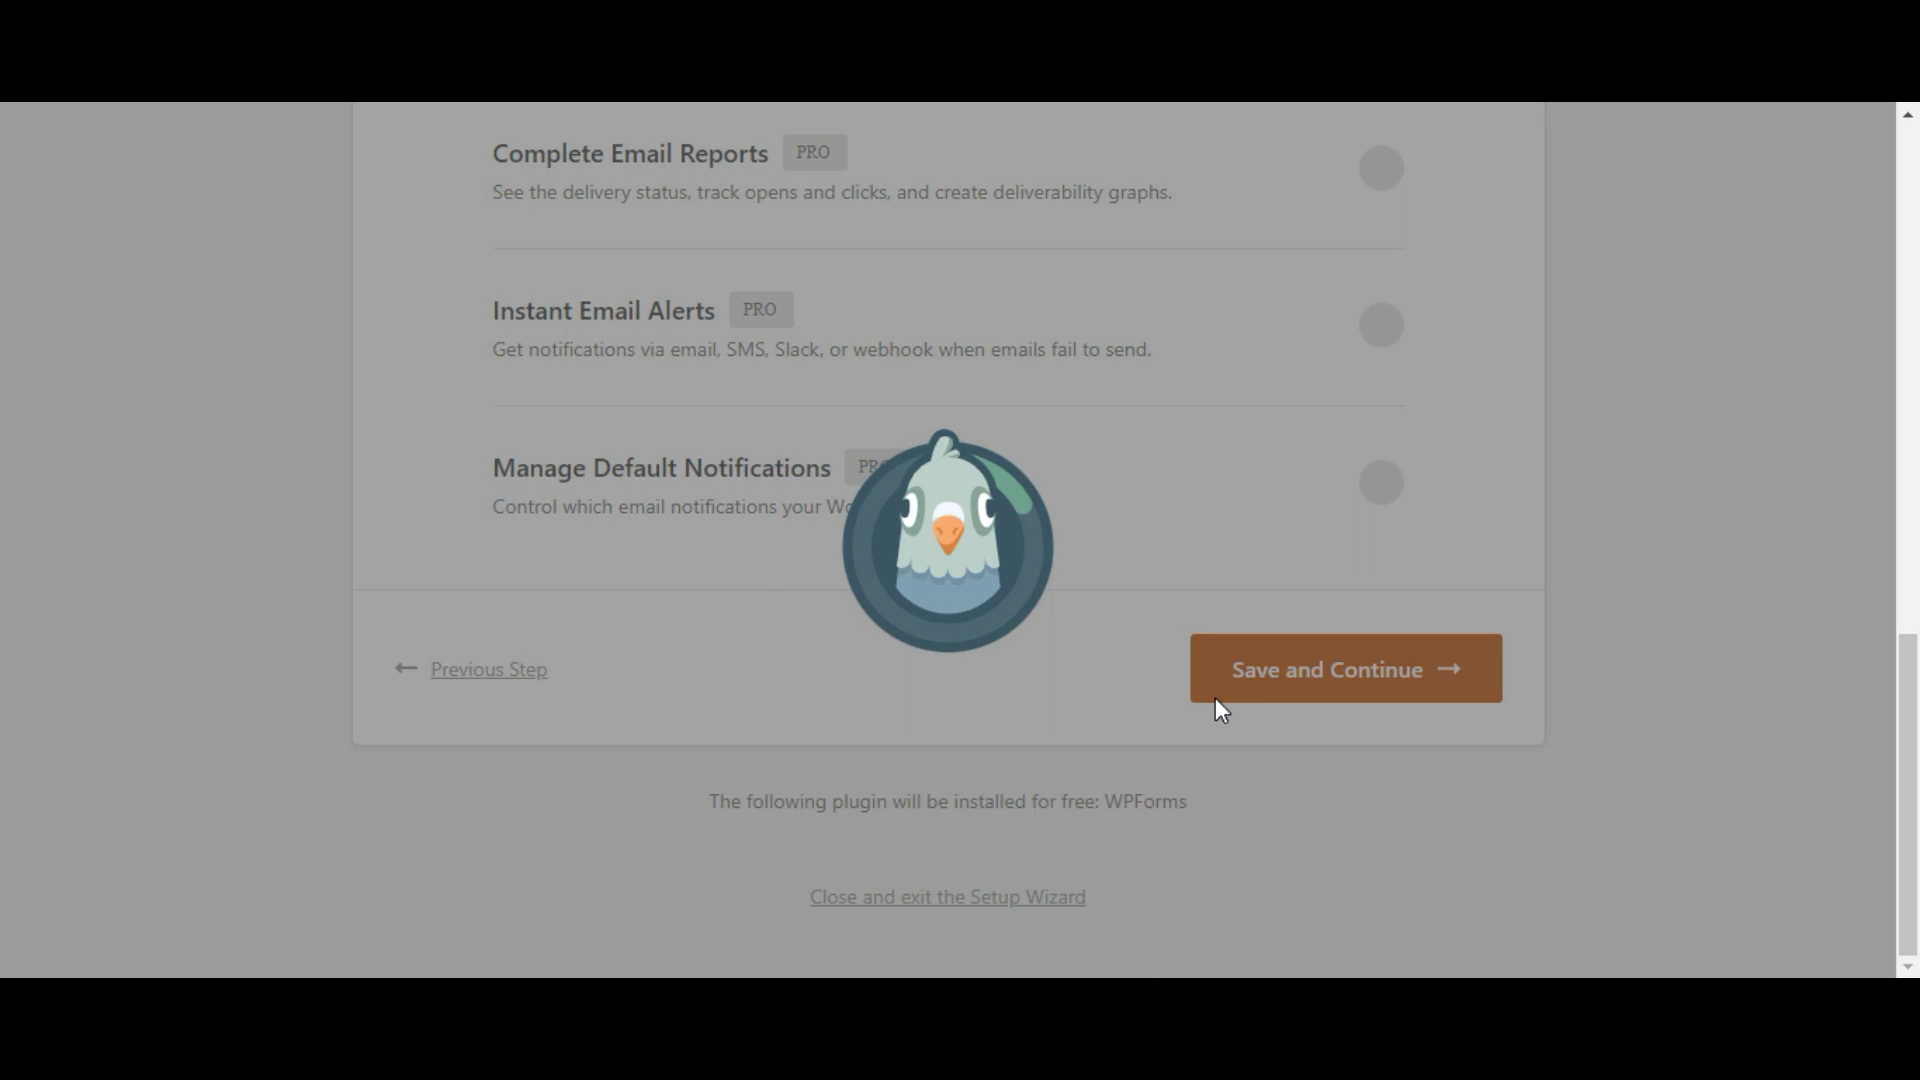 Complete Email Reports PRO
See the delivery status, track opens and clicks, and create deliverability graphs.
Instant Email Alerts PRO
Get notifications via email, SMS, Slack, or webhook when emails fail to send.
Manage Default Notifications
Control which email notifications your
← Previous Step
Save and Continue →
The following plugin will be installed for free: WPForms
Close and exit the Setup Wizard